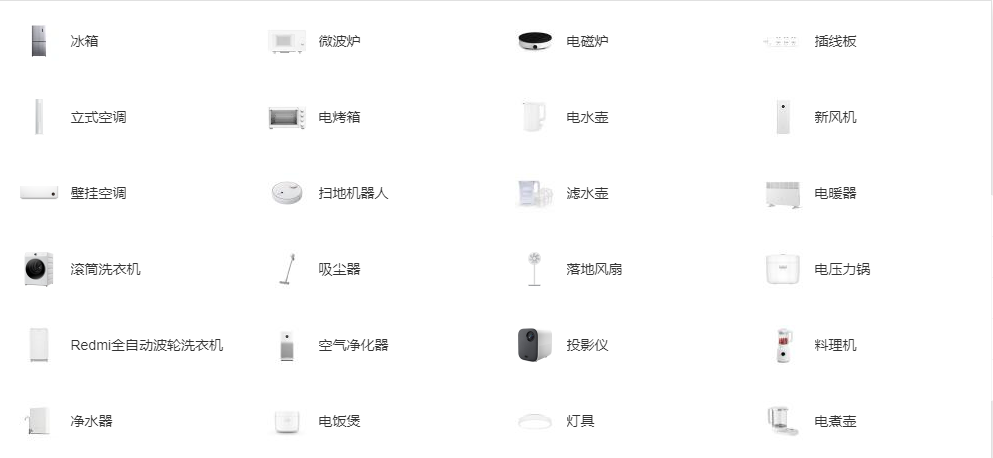 冰箱
微波炉
电磁炉
插线板
立式空调
电烤箱
电水壶
新风机
壁挂空调
扫地机器人
滤水壶
电暖器
滚筒洗衣机
吸尘器
落地风扇
电压力锅
Redmi全自动波轮洗衣机
空气净化器
投影仪
料理机
净水器
电饭煲
灯具
电煮壶